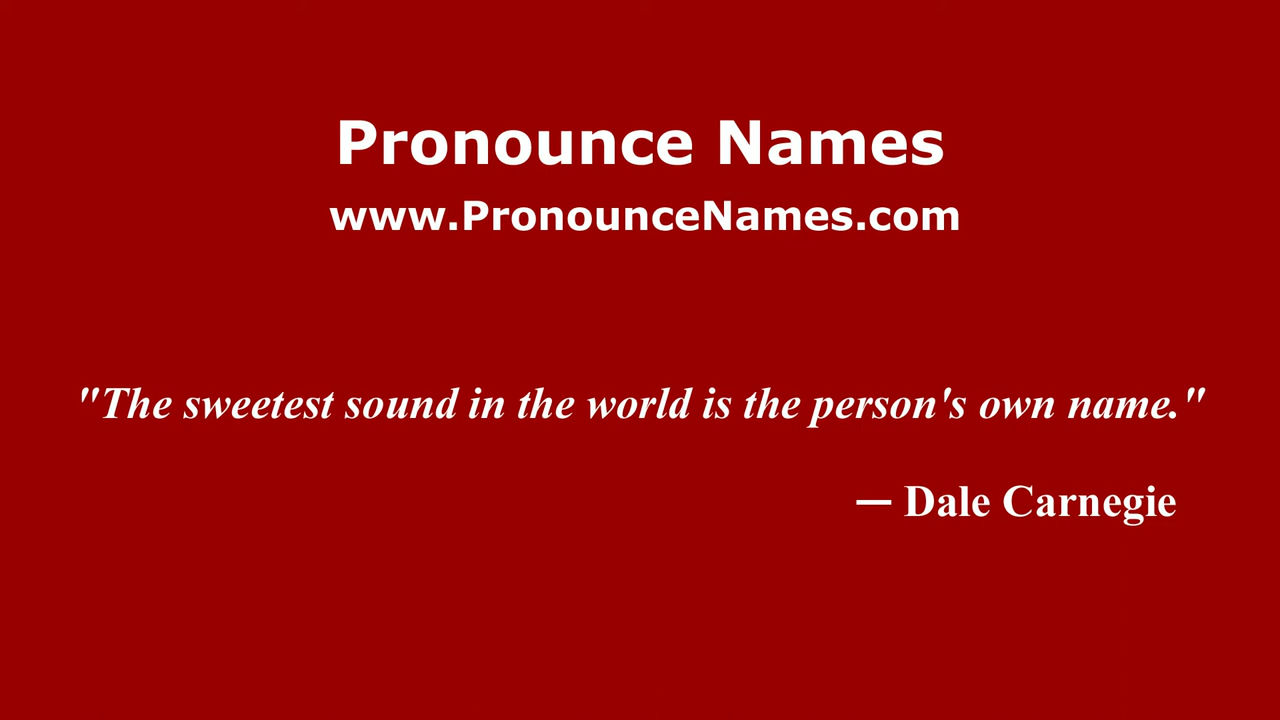 Pronounce Names
www.PronounceNames.com
"The sweetest sound in the world is the person's own name."
— Dale Carnegie